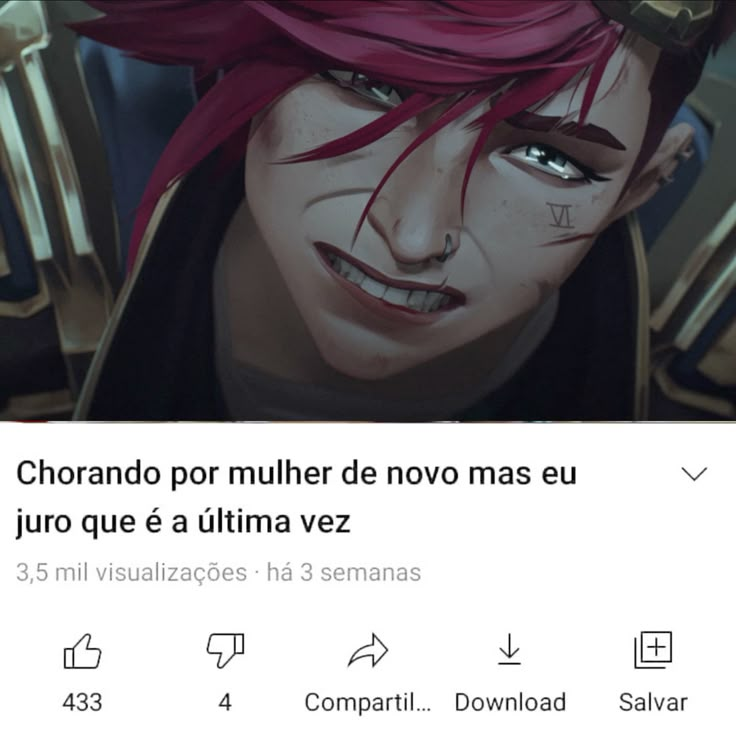 VI
Chorando por mulher de novo mas eu
juro que é a última vez
3,5 mil visualizações · há 3 semanas
433
4
Compartil...
Download
Salvar